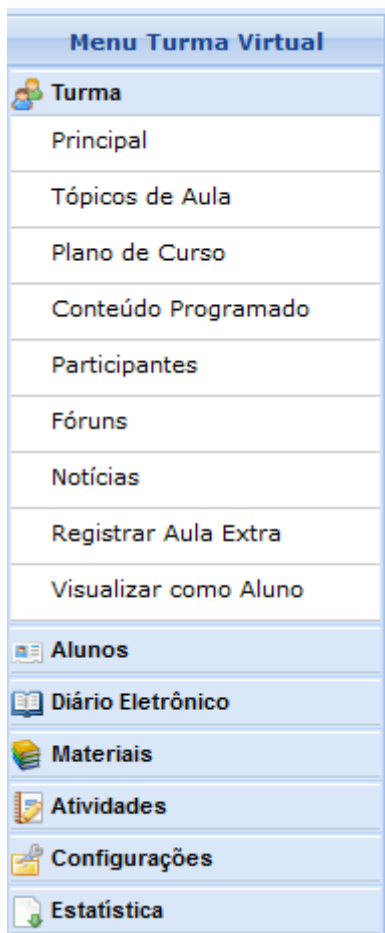 Menu Turma Virtual
Turma
Principal
Tópicos de Aula
Plano de Curso
Conteúdo Programado
Participantes
Fóruns
Notícias
Registrar Aula Extra
Visualizar como Aluno
Alunos
Diário Eletrônico
Materiais
Atividades
Configurações
Estatística